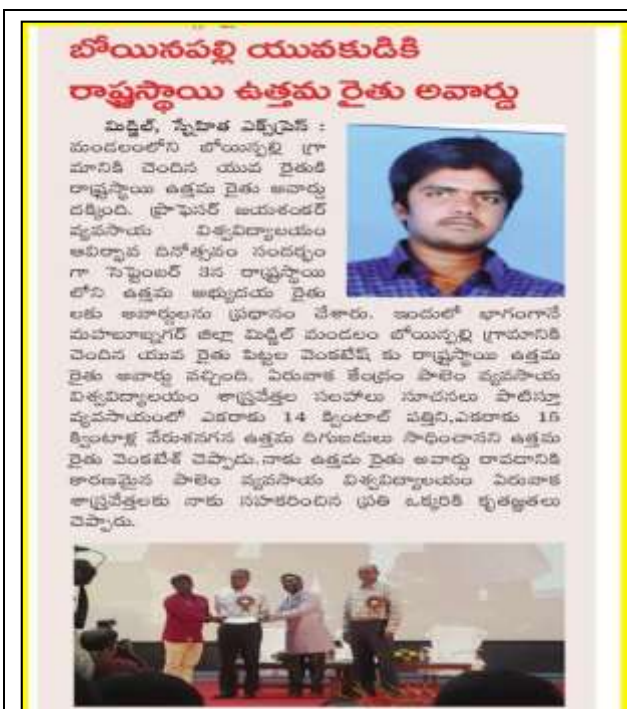 బోయినపల్లి యువకుడికి
రాష్ట్రస్థాయి ఉత్తమ రైతు అవార్డు
మిడ్జిల్, స్నేహిత ఎక్స్‌ప్రెస్ :
మండలంలోని బోయిన్పల్లి గ్రా
మానికి చెందిన యువ రైతుకి
రాష్ట్రస్థాయి ఉత్తమ రైతు అవార్డు
దక్కింది. ప్రొఫెసర్ జయశంకర్
వ్యవసాయ విశ్వవిద్యాలయం
ఆవిర్భావ దినోత్సవం సందర్భం
గా సెప్టెంబర్ 3న రాష్ట్రస్థాయి
లోని ఉత్తమ అభ్యుదయ రైతు
లకు అవార్డులను ప్రధానం చేశారు. ఇందులో భాగంగానే
మహబూబ్నగర్ జిల్లా మిడ్జిల్ మండలం బోయిన్పల్లి గ్రామానికి
చెందిన యువ రైతు పిట్టల వెంకటేష్ కు రాష్ట్రస్థాయి ఉత్తమ
రైతు అవార్డు వచ్చింది. ఏరువాక కేంద్రం పాలెం వ్యవసాయ
విశ్వవిద్యాలయం శాస్త్రవేత్తల సలహాలు సూచనలు పాటిస్తూ
వ్యవసాయంలో ఎకరాకు 14 క్వింటాల్ పత్తిని,ఎకరాకు 15
క్వింటాళ్ల వేరుశనగన ఉత్తమ దిగుబడులు సాధించానని ఉత్తమ
రైతు వెంకటేశ్ చెప్పాడు.నాకు ఉత్తమ రైతు అవార్డు రావడానికి
కారణమైన పాలెం వ్యవసాయ విశ్వవిద్యాలయం ఏరువాక
శాస్త్రవేత్తలకు నాకు సహకరించిన ప్రతి ఒక్కరికి కృతజ్ఞతలు
చెప్పారు.